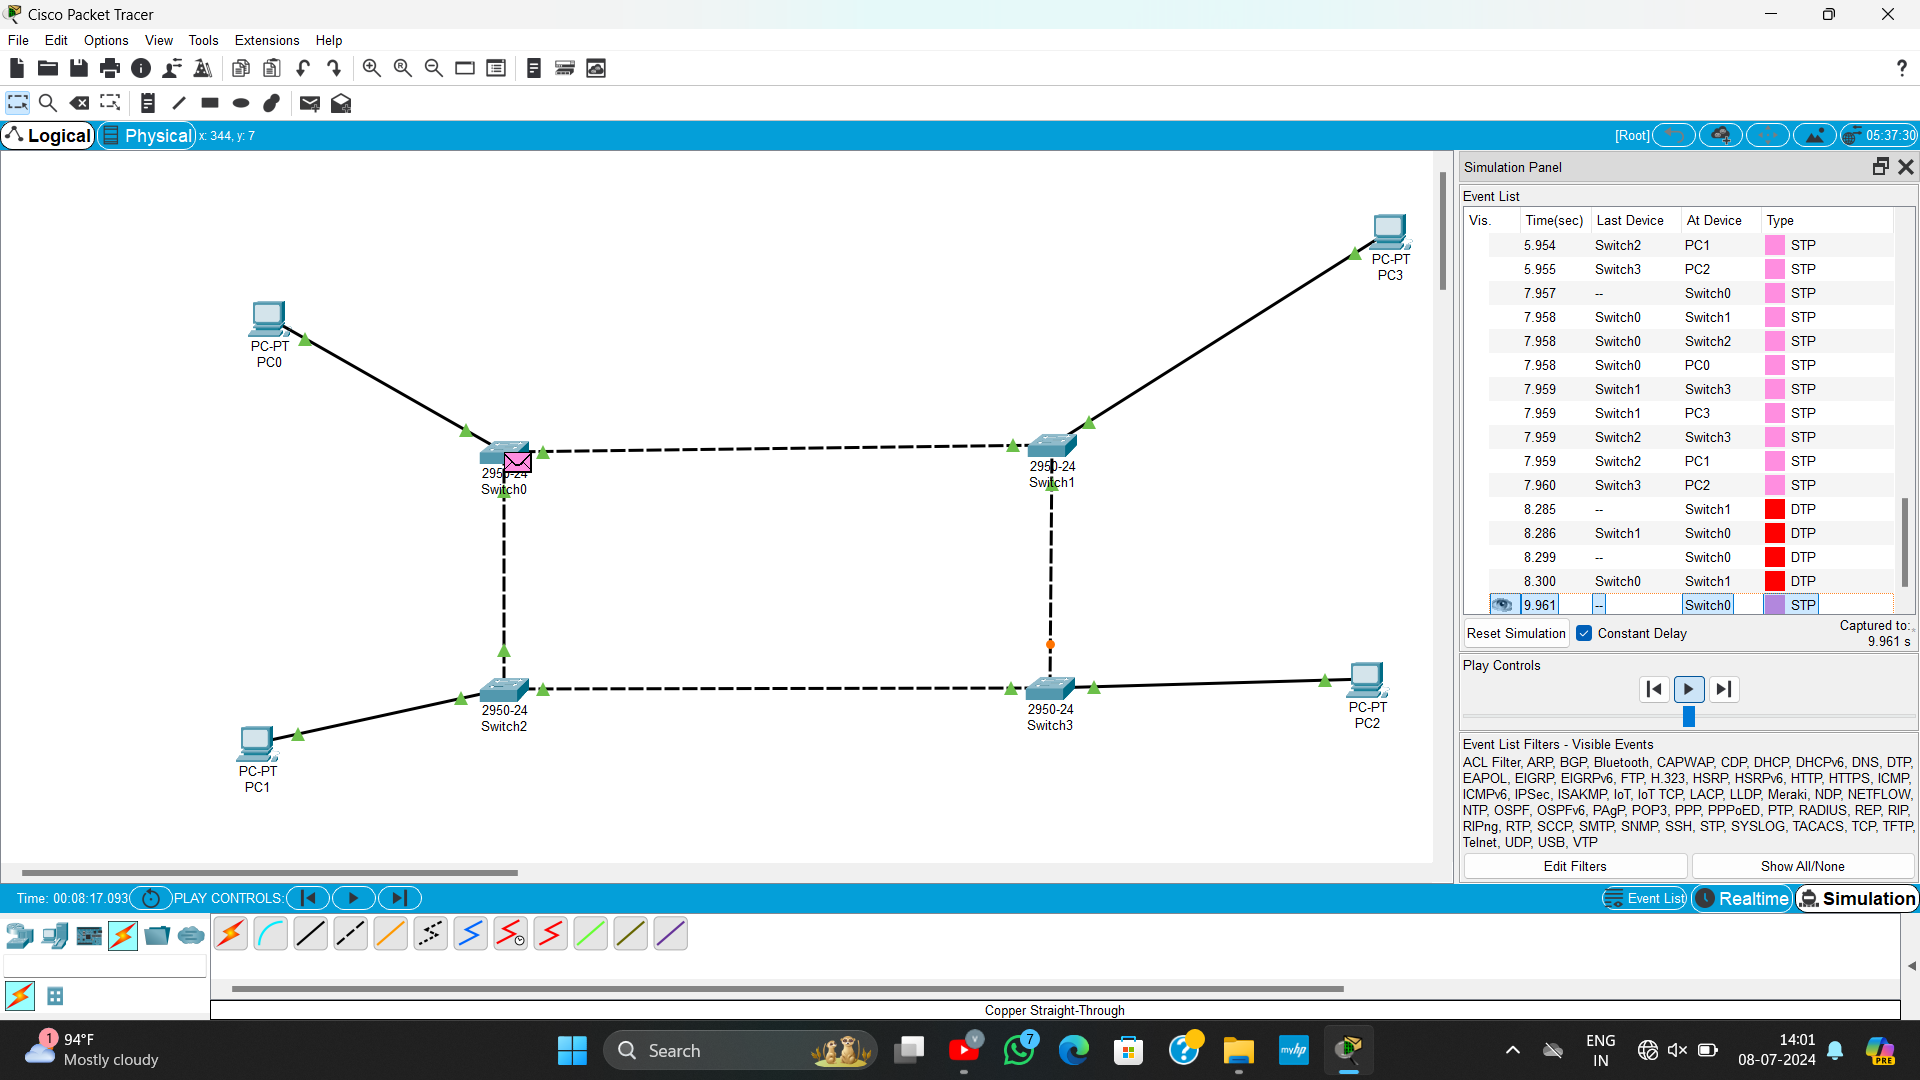 Cisco Packet Tracer
File Edit Options View Tools Extensions Help
Logical Physical x: 344, y: 7
[Root] 05:37:30
PC-PT
PC3
PC-PT
PC0
2950-24
Switch0
2950-24
Switch1
2950-24
Switch2
2950-24
Switch3
PC-PT
PC2
PC-PT
PC1
Simulation Panel
Event List
Vis. Time(sec) Last Device At Device Type
5.954 Switch2 PC1 STP
5.955 Switch3 PC2 STP
7.957 -- Switch0 STP
7.958 Switch0 Switch1 STP
7.958 Switch0 Switch2 STP
7.958 Switch0 PC0 STP
7.959 Switch1 Switch3 STP
7.959 Switch1 PC3 STP
7.959 Switch2 Switch3 STP
7.959 Switch2 PC1 STP
7.960 Switch3 PC2 STP
8.285 -- Switch1 DTP
8.286 Switch1 Switch0 DTP
8.299 -- Switch0 DTP
8.300 Switch0 Switch1 DTP
9.961 -- Switch0 STP
Reset Simulation Constant Delay Captured to:
9.961 s
Play Controls
Event List Filters - Visible Events
ACL Filter, ARP, BGP, Bluetooth, CAPWAP, CDP, DHCP, DHCPv6, DNS, DTP,
EAPOL, EIGRP, EIGRPv6, FTP, H.323, HSRP, HSRPv6, HTTP, HTTPS, ICMP,
ICMPv6, IPSec, ISAKMP, IoT, IoT TCP, LACP, LLDP, Meraki, NDP, NETFLOW,
NTP, OSPF, OSPFv6, PAgP, POP3, PPP, PPPoED, PTP, RADIUS, REP, RIP,
RIPng, RTP, SCCP, SMTP, SNMP, SSH, STP, SYSLOG, TACACS, TCP, TFTP,
Telnet, UDP, USB, VTP
Edit Filters Show All/None
Time: 00:08:17.093 PLAY CONTROLS: Event List Realtime Simulation
Copper Straight-Through
1
94°F
Mostly cloudy
Search
v
7
myhp
ENG
IN
14:01
08-07-2024
PRE